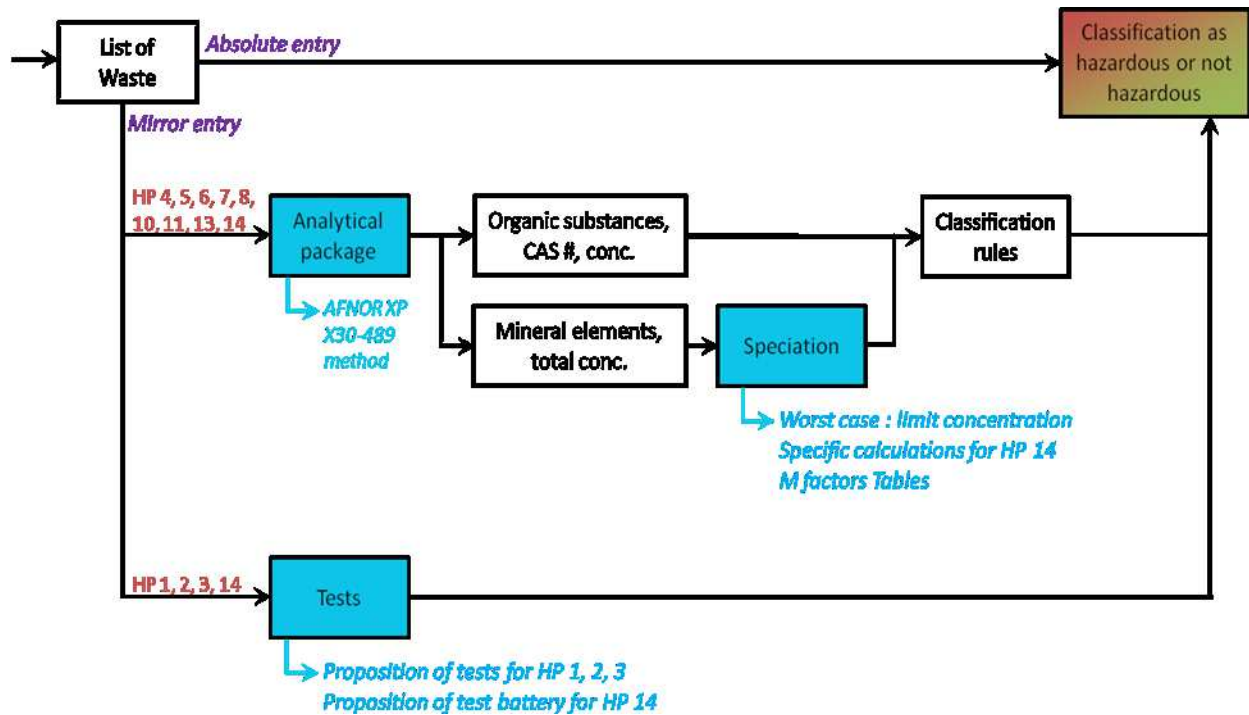 List of
Waste
Absolute entry
Classification as
hazardous or not
hazardous
Mirror entry
HP 4, 5, 6, 7, 8,
10, 11, 13, 14
Analytical
package
Organic substances,
CAS #, conc.
Classification
rules
AFNOR XP
X30-489
method
Mineral elements,
total conc.
Speciation
Worst case : limit concentration
Specific calculations for HP 14
M factors Tables
HP 1, 2, 3, 14
Tests
Proposition of tests for HP 1, 2, 3
Proposition of test battery for HP 14